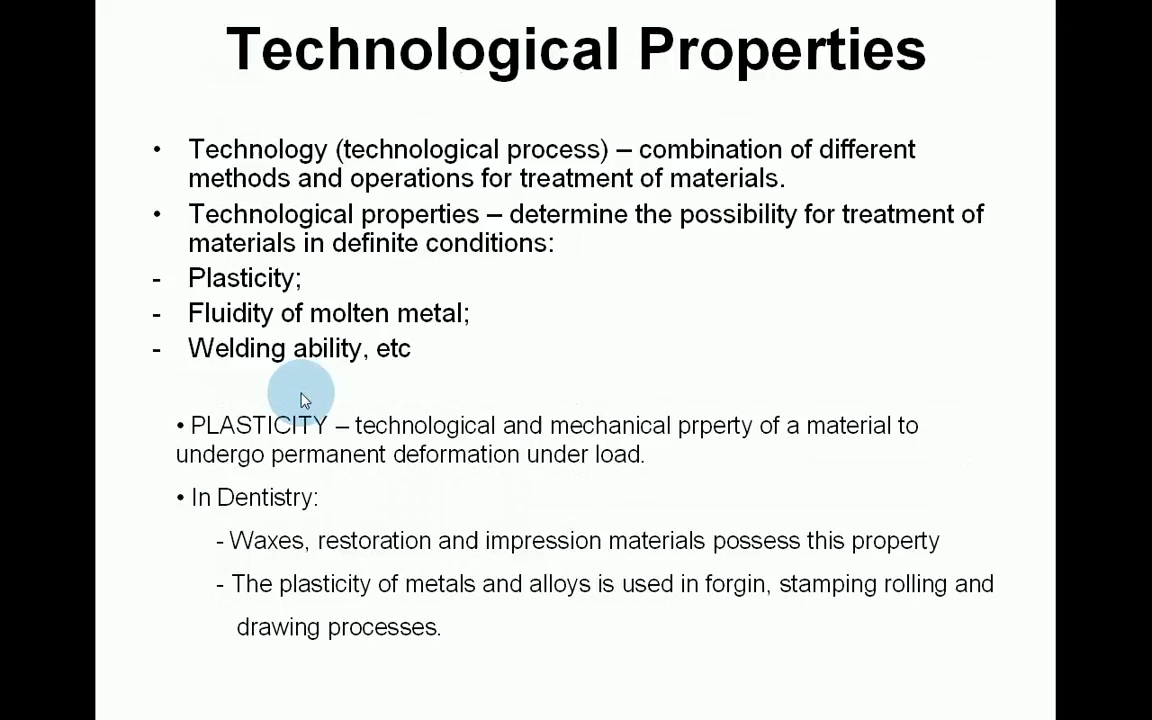 Technological Properties
• Technology (technological process) – combination of different
methods and operations for treatment of materials.
• Technological properties – determine the possibility for treatment of
materials in definite conditions:
- Plasticity;
- Fluidity of molten metal;
- Welding ability, etc
• PLASTICITY – technological and mechanical prperty of a material to
undergo permanent deformation under load.
• In Dentistry:
- Waxes, restoration and impression materials possess this property
- The plasticity of metals and alloys is used in forgin, stamping rolling and
drawing processes.